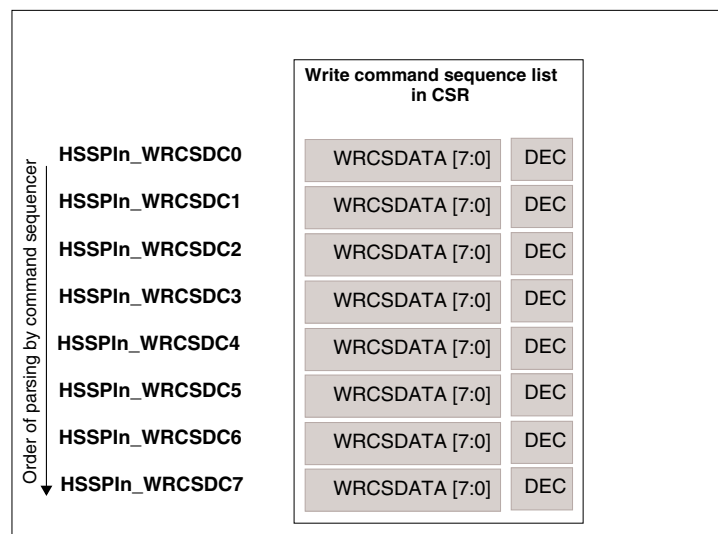 Write command sequence list
in CSR
Order of parsing by command sequencer
HSSPIn_WRCSDC0 WRCSDATA [7:0] DEC
HSSPIn_WRCSDC1 WRCSDATA [7:0] DEC
HSSPIn_WRCSDC2 WRCSDATA [7:0] DEC
HSSPIn_WRCSDC3 WRCSDATA [7:0] DEC
HSSPIn_WRCSDC4 WRCSDATA [7:0] DEC
HSSPIn_WRCSDC5 WRCSDATA [7:0] DEC
HSSPIn_WRCSDC6 WRCSDATA [7:0] DEC
HSSPIn_WRCSDC7 WRCSDATA [7:0] DEC